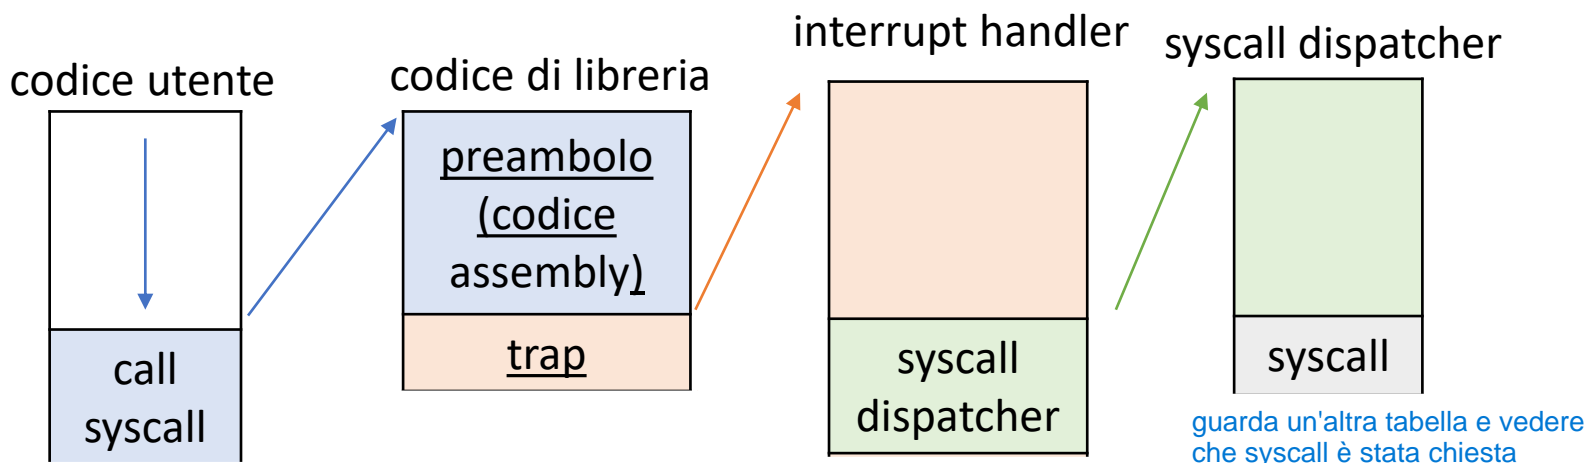 codice utente
call
syscall
codice di libreria
preambolo
(codice
assembly)
trap
interrupt handler
syscall
dispatcher
syscall dispatcher
syscall
guarda un'altra tabella e vedere
che syscall è stata chiesta